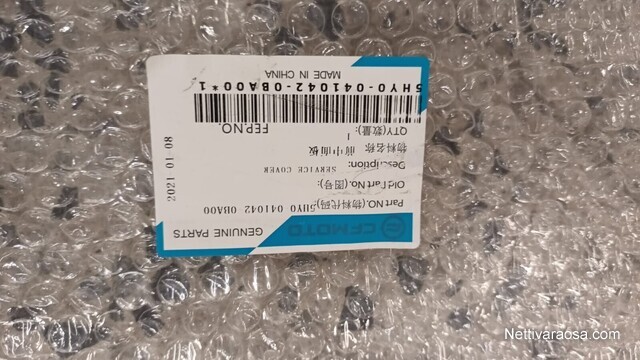 CFMOTO GENUINE PARTS
Part NO.(物料代码): 5HY0 041042 0BA00
Old Part No.(图号):
Description: SERVICE COVER
物料名称: 前中面板
QTY(数量): 1
FEP.NO.
2021-01-08
5HY0-041042-0BA00*1
MADE IN CHINA
Nettivaraosa.com